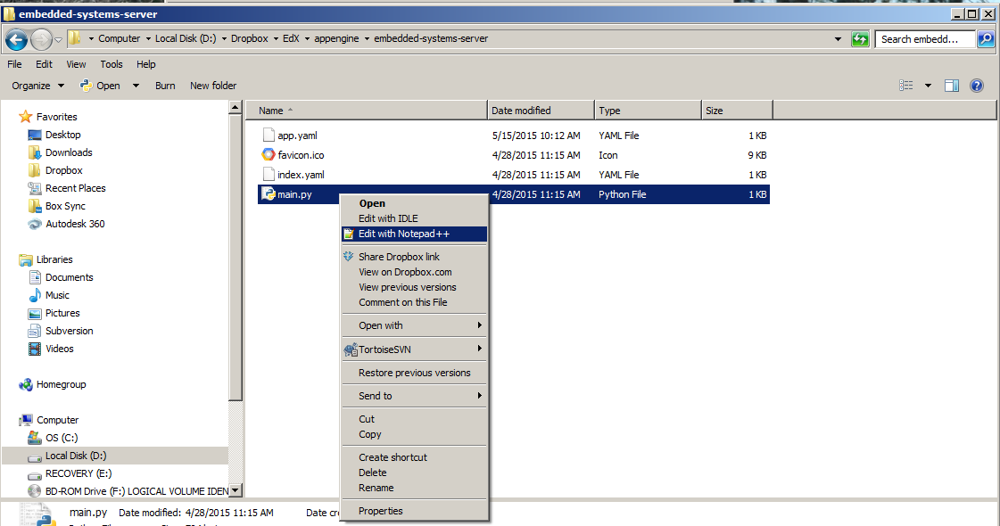 embedded-systems-server
Computer Local Disk (D:) Dropbox EdX appengine embedded-systems-server Search embedd...
File Edit View Tools Help
Organize Open Burn New folder
Favorites
Desktop
Downloads
Dropbox
Recent Places
Box Sync
Autodesk 360
Libraries
Documents
Music
Pictures
Subversion
Videos
Homegroup
Computer
OS (C:)
Local Disk (D:)
RECOVERY (E:)
BD-ROM Drive (F:) LOGICAL VOLUME IDEN
Name Date modified Type Size
app.yaml 5/15/2015 10:12 AM YAML File 1 KB
favicon.ico 4/28/2015 11:15 AM Icon 9 KB
index.yaml 4/28/2015 11:15 AM YAML File 1 KB
main.py 4/28/2015 11:15 AM Python File 1 KB
Open
Edit with IDLE
Edit with Notepad++
Share Dropbox link
View on Dropbox.com
View previous versions
Comment on this File
Open with
TortoiseSVN
Restore previous versions
Send to
Cut
Copy
Create shortcut
Delete
Rename
Properties
main.py Date modified: 4/28/2015 11:15 AM Date cre